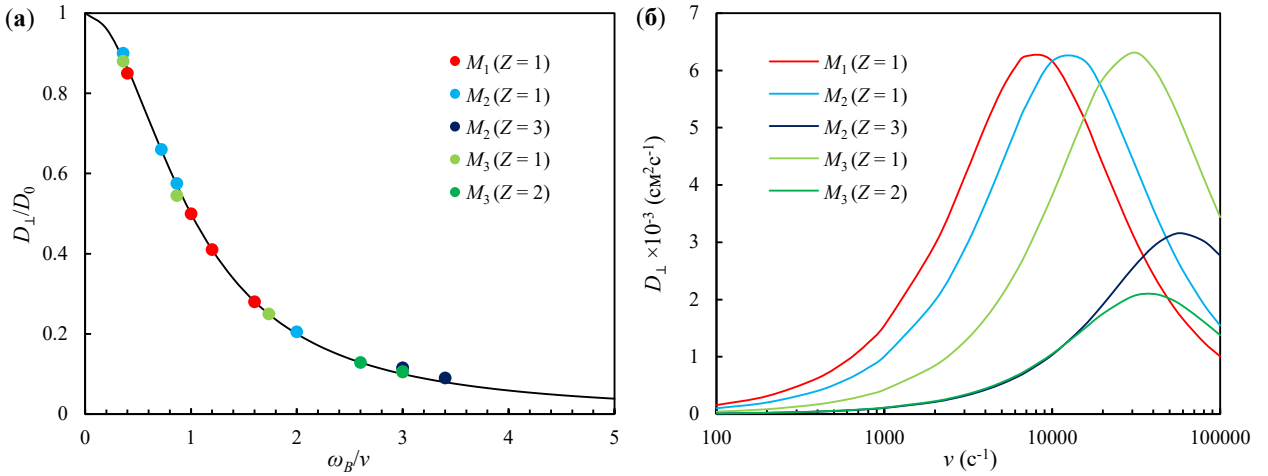 (а)
1
0.8
0.6
0.4
0.2
0
D⊥/D0
0
1
2
3
4
5
ωB/ν
M1 (Z = 1)
M2 (Z = 1)
M2 (Z = 3)
M3 (Z = 1)
M3 (Z = 2)
(б)
7
6
5
4
3
2
1
0
D⊥ ×10-3 (см2с-1)
100
1000
10000
100000
ν (с-1)
M1 (Z = 1)
M2 (Z = 1)
M2 (Z = 3)
M3 (Z = 1)
M3 (Z = 2)